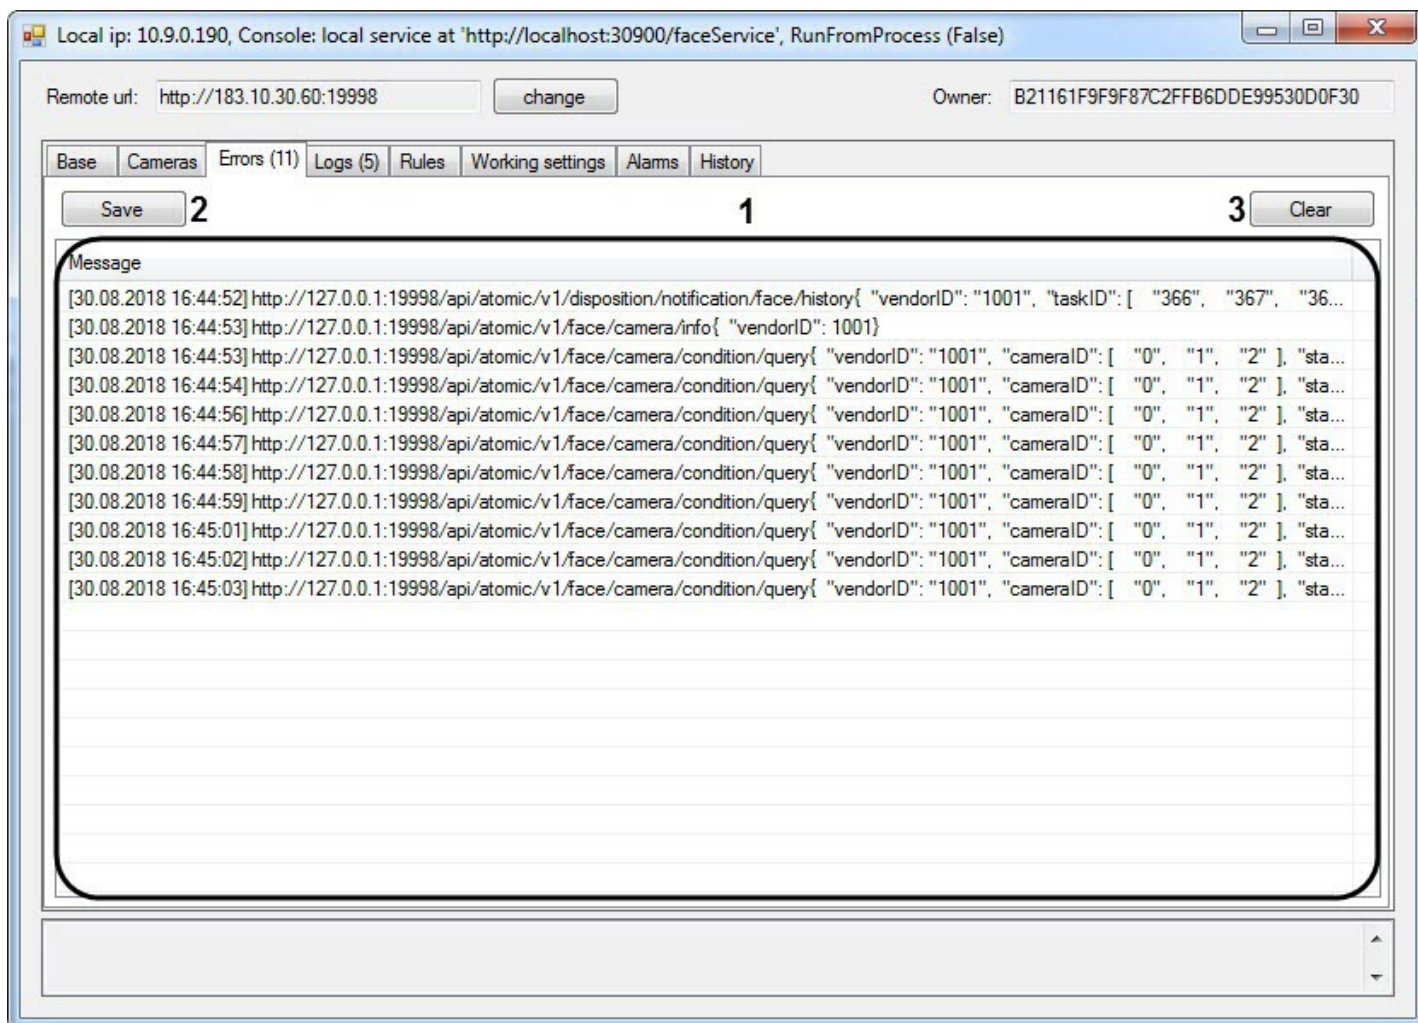 Local ip: 10.9.0.190, Console: local service at 'http://localhost:30900/faceService', RunFromProcess (False)
Remote url: http://183.10.30.60:19998 change Owner: B21161F9F9F87C2FFB6DDE99530D0F30
Base Cameras Errors (11) Logs (5) Rules Working settings Alarms History
Save 2 1 3 Clear
Message
[30.08.2018 16:44:52] http://127.0.0.1:19998/api/atomic/v1/disposition/notification/face/history{ "vendorID": "1001", "taskID": [ "366", "367", "36...
[30.08.2018 16:44:53] http://127.0.0.1:19998/api/atomic/v1/face/camera/info{ "vendorID": 1001}
[30.08.2018 16:44:53] http://127.0.0.1:19998/api/atomic/v1/face/camera/condition/query{ "vendorID": "1001", "cameraID": [ "0", "1", "2" ], "sta...
[30.08.2018 16:44:54] http://127.0.0.1:19998/api/atomic/v1/face/camera/condition/query{ "vendorID": "1001", "cameraID": [ "0", "1", "2" ], "sta...
[30.08.2018 16:44:56] http://127.0.0.1:19998/api/atomic/v1/face/camera/condition/query{ "vendorID": "1001", "cameraID": [ "0", "1", "2" ], "sta...
[30.08.2018 16:44:57] http://127.0.0.1:19998/api/atomic/v1/face/camera/condition/query{ "vendorID": "1001", "cameraID": [ "0", "1", "2" ], "sta...
[30.08.2018 16:44:58] http://127.0.0.1:19998/api/atomic/v1/face/camera/condition/query{ "vendorID": "1001", "cameraID": [ "0", "1", "2" ], "sta...
[30.08.2018 16:44:59] http://127.0.0.1:19998/api/atomic/v1/face/camera/condition/query{ "vendorID": "1001", "cameraID": [ "0", "1", "2" ], "sta...
[30.08.2018 16:45:01] http://127.0.0.1:19998/api/atomic/v1/face/camera/condition/query{ "vendorID": "1001", "cameraID": [ "0", "1", "2" ], "sta...
[30.08.2018 16:45:02] http://127.0.0.1:19998/api/atomic/v1/face/camera/condition/query{ "vendorID": "1001", "cameraID": [ "0", "1", "2" ], "sta...
[30.08.2018 16:45:03] http://127.0.0.1:19998/api/atomic/v1/face/camera/condition/query{ "vendorID": "1001", "cameraID": [ "0", "1", "2" ], "sta...